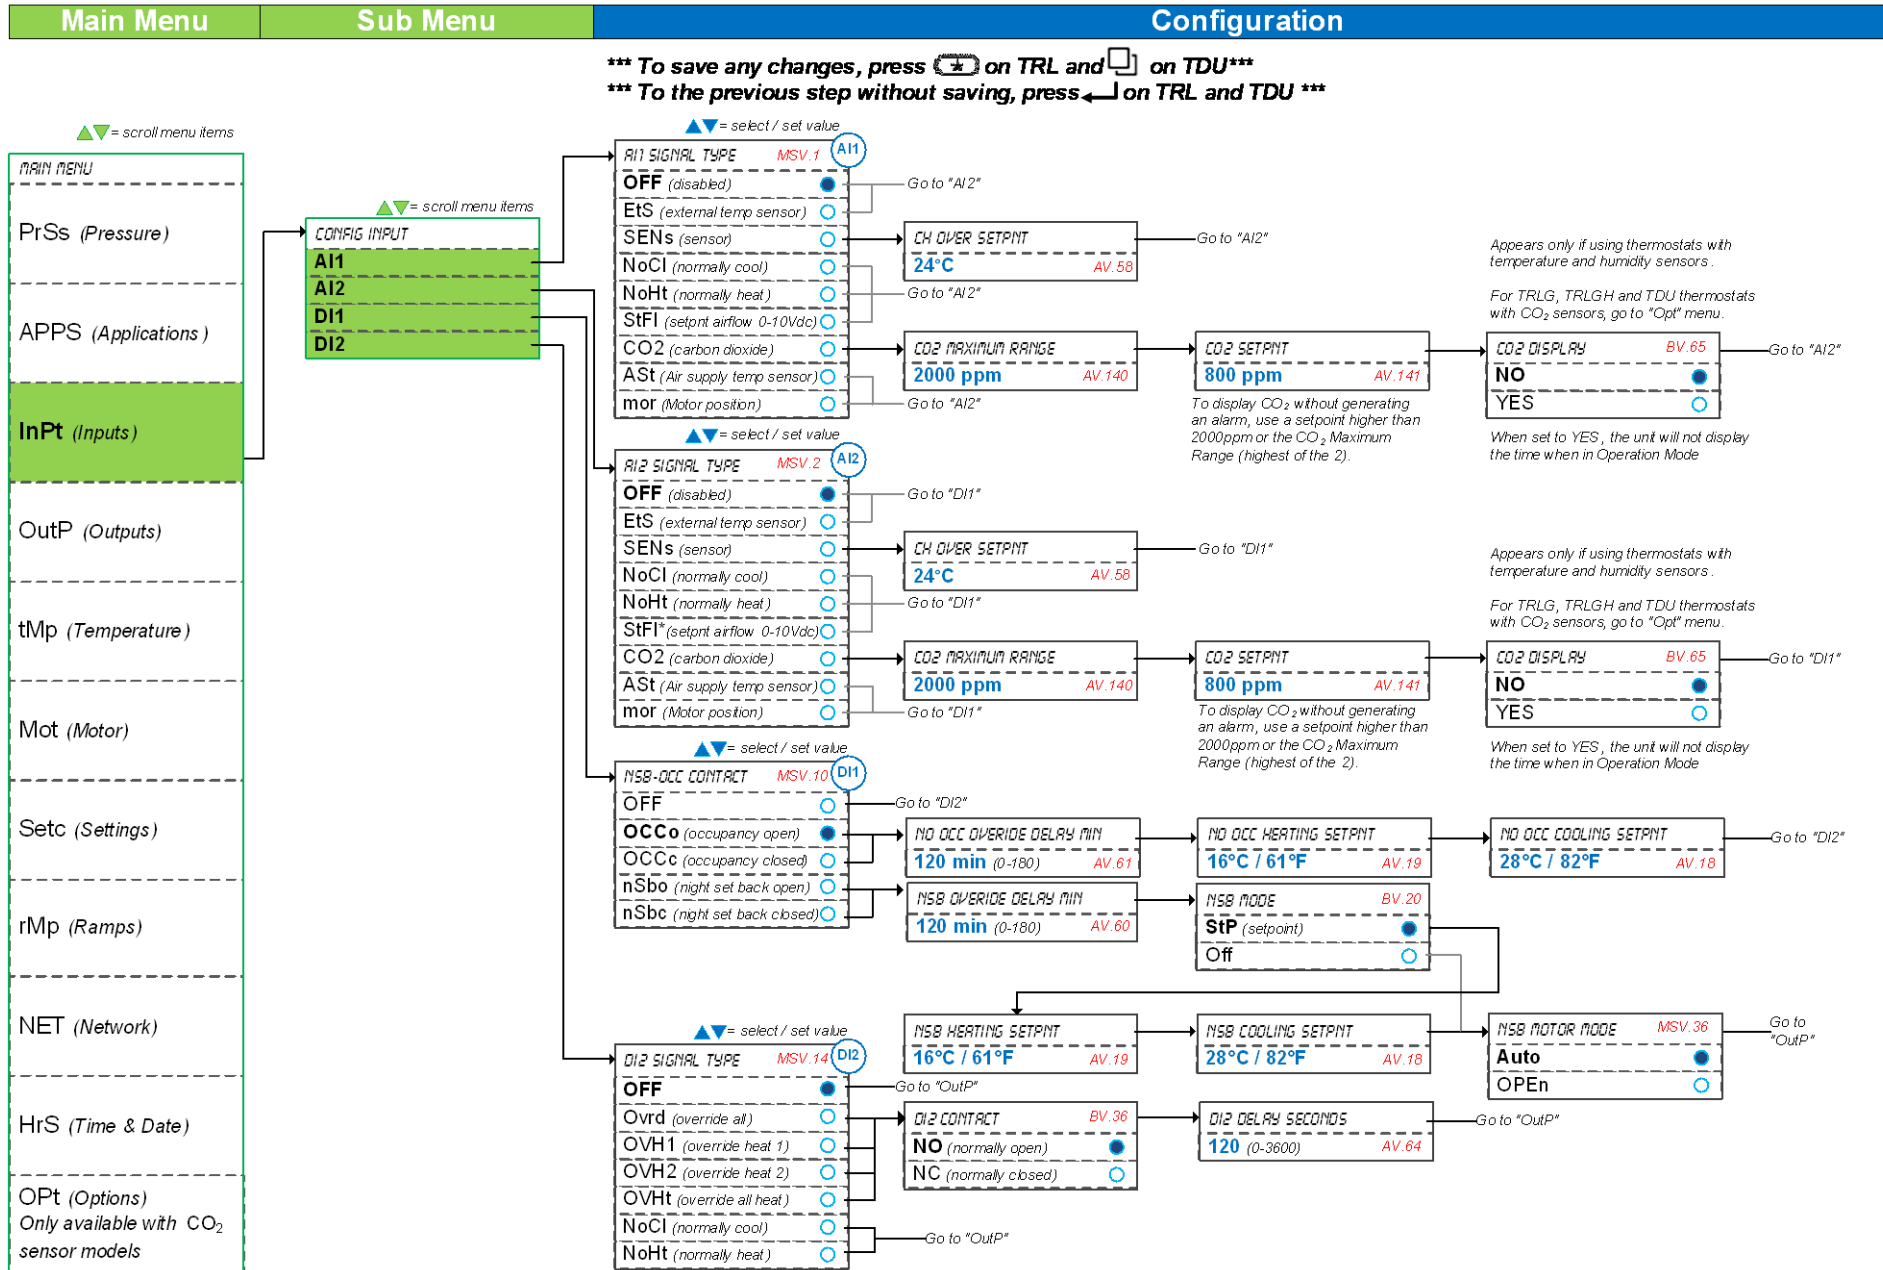 Main Menu
Sub Menu
Configuration
*** To save any changes, press on TRL and on TDU***
*** To the previous step without saving, press on TRL and TDU ***
= scroll menu items
MAIN MENU
PrSs (Pressure)
APPS (Applications)
InPt (Inputs)
OutP (Outputs)
tMp (Temperature)
Mot (Motor)
Setc (Settings)
rMp (Ramps)
NET (Network)
HrS (Time & Date)
OPt (Options)
Only available with CO2
sensor models
= scroll menu items
CONFIG INPUT
AI1
AI2
DI1
DI2
= select / set value
AI1 SIGNAL TYPE MSV.1 AI1
OFF (disabled)
Go to "AI2"
EtS (external temp sensor)
SENs (sensor)
CH OVER SETPNT
24°C AV.58
Go to "AI2"
NoCl (normally cool)
NoHt (normally heat)
Go to "AI2"
StFl (setpnt airflow 0-10Vdc)
CO2 (carbon dioxide)
CO2 MAXIMUM RANGE
2000 ppm AV.140
CO2 SETPNT
800 ppm AV.141
To display CO2 without generating
an alarm, use a setpoint higher than
2000ppm or the CO2 Maximum
Range (highest of the 2).
Appears only if using thermostats with
temperature and humidity sensors.
For TRLG, TRLGH and TDU thermostats
with CO2 sensors, go to "Opt" menu.
CO2 DISPLAY BV.65
NO
YES
Go to "AI2"
When set to YES, the unit will not display
the time when in Operation Mode
ASt (Air supply temp sensor)
mor (Motor position)
Go to "AI2"
= select / set value
AI2 SIGNAL TYPE MSV.2 AI2
OFF (disabled)
Go to "DI1"
EtS (external temp sensor)
SENs (sensor)
CH OVER SETPNT
24°C AV.58
Go to "DI1"
NoCl (normally cool)
NoHt (normally heat)
Go to "DI1"
StFl* (setpnt airflow 0-10Vdc)
CO2 (carbon dioxide)
CO2 MAXIMUM RANGE
2000 ppm AV.140
CO2 SETPNT
800 ppm AV.141
To display CO2 without generating
an alarm, use a setpoint higher than
2000ppm or the CO2 Maximum
Range (highest of the 2).
Appears only if using thermostats with
temperature and humidity sensors.
For TRLG, TRLGH and TDU thermostats
with CO2 sensors, go to "Opt" menu.
CO2 DISPLAY BV.65
NO
YES
Go to "DI1"
When set to YES, the unit will not display
the time when in Operation Mode
ASt (Air supply temp sensor)
mor (Motor position)
Go to "DI1"
= select / set value
NSB-OCC CONTACT MSV.10 DI1
OFF
Go to "DI2"
OCCo (occupancy open)
OCCc (occupancy closed)
NO OCC OVERIDE DELAY MIN
120 min (0-180) AV.61
NO OCC HEATING SETPNT
16°C / 61°F AV.19
NO OCC COOLING SETPNT
28°C / 82°F AV.18
Go to "DI2"
nSbo (night set back open)
nSbc (night set back closed)
NSB OVERIDE DELAY MIN
120 min (0-180) AV.60
NSB MODE BV.20
StP (setpoint)
Off
NSB HEATING SETPNT
16°C / 61°F AV.19
NSB COOLING SETPNT
28°C / 82°F AV.18
NSB MOTOR MODE MSV.36
Auto
OPEn
Go to
"OutP"
= select / set value
DI2 SIGNAL TYPE MSV.14 DI2
OFF
Go to "OutP"
Ovrd (override all)
OVH1 (override heat 1)
OVH2 (override heat 2)
OVHt (override all heat)
DI2 CONTACT BV.36
NO (normally open)
NC (normally closed)
DI2 DELAY SECONDS
120 (0-3600) AV.64
Go to "OutP"
NoCl (normally cool)
NoHt (normally heat)
Go to "OutP"